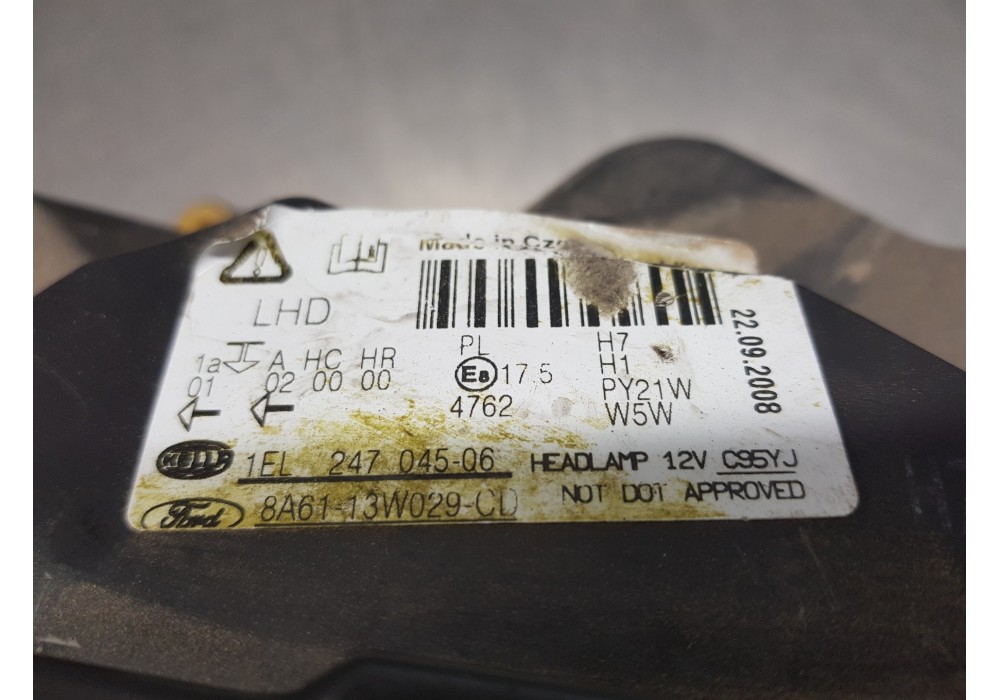 Made in Cze
LHD
22.09.2008
1a A HC HR
01 02 00 00
PL
E8 17.5
4762
H7
H1
PY21W
W5W
HELLA 1EL 247 045-06 HEADLAMP 12V C95YJ
Ford 8A61-13W029-CD NOT DOT APPROVED